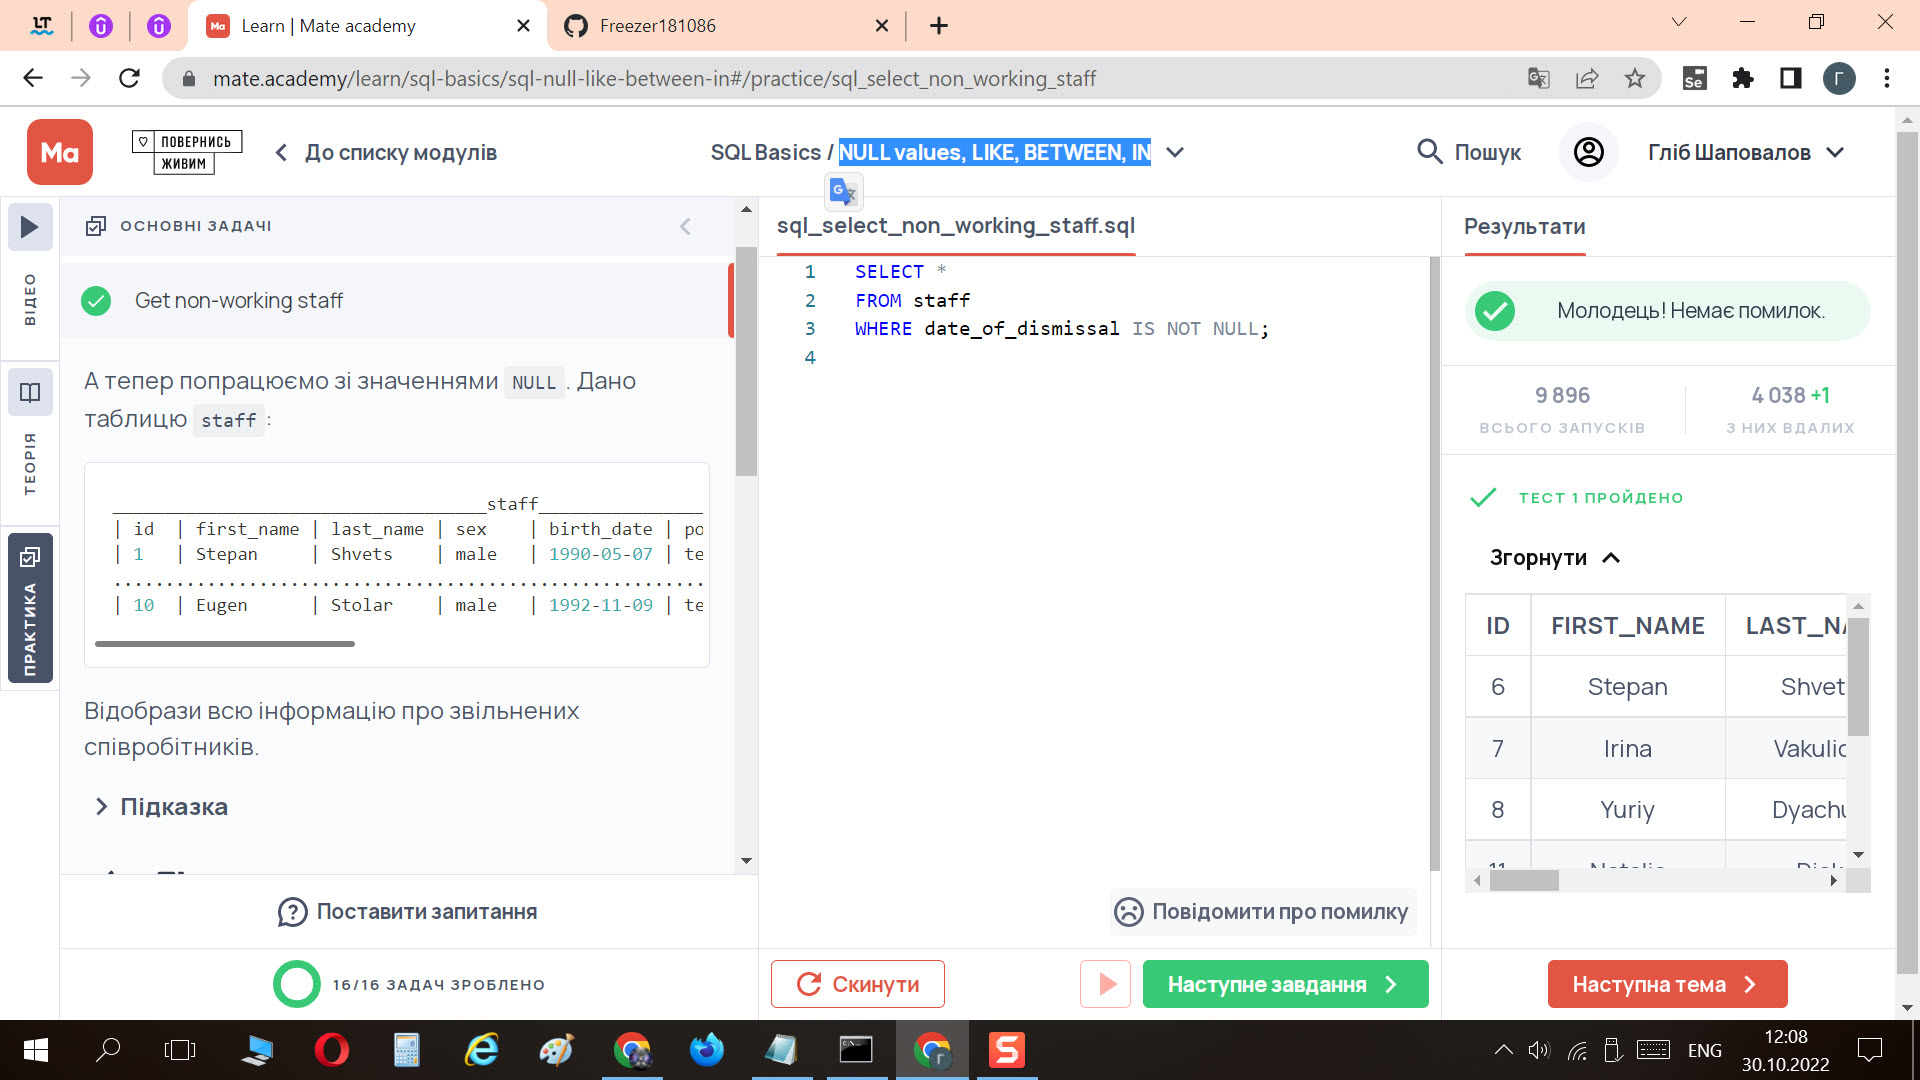 Learn | Mate academy
Freezer181086
mate.academy/learn/sql-basics/sql-null-like-between-in#/practice/sql_select_non_working_staff
Ma
ПОВЕРНИСЬ
ЖИВИМ
До списку модулів
SQL Basics / NULL values, LIKE, BETWEEN, IN
Пошук
Гліб Шаповалов
ВІДЕО
ТЕОРІЯ
ПРАКТИКА
ОСНОВНІ ЗАДАЧІ
Get non-working staff
А тепер попрацюємо зі значеннями NULL. Дано
таблицю staff:
____________________________________staff________________
| id | first_name | last_name | sex | birth_date | po
| 1 | Stepan | Shvets | male | 1990-05-07 | te
.........................................................
| 10 | Eugen | Stolar | male | 1992-11-09 | te
Відобрази всю інформацію про звільнених
співробітників.
Підказка
Поставити запитання
16/16 ЗАДАЧ ЗРОБЛЕНО
sql_select_non_working_staff.sql
1 SELECT *
2 FROM staff
3 WHERE date_of_dismissal IS NOT NULL;
4
Повідомити про помилку
Скинути
Наступне завдання
Результати
Молодець! Немає помилок.
9 896
ВСЬОГО ЗАПУСКІВ
4 038 +1
З НИХ ВДАЛИХ
ТЕСТ 1 ПРОЙДЕНО
Згорнути
ID FIRST_NAME LAST_NA
6 Stepan Shvet
7 Irina Vakulic
8 Yuriy Dyachu
Наступна тема
ENG
12:08
30.10.2022